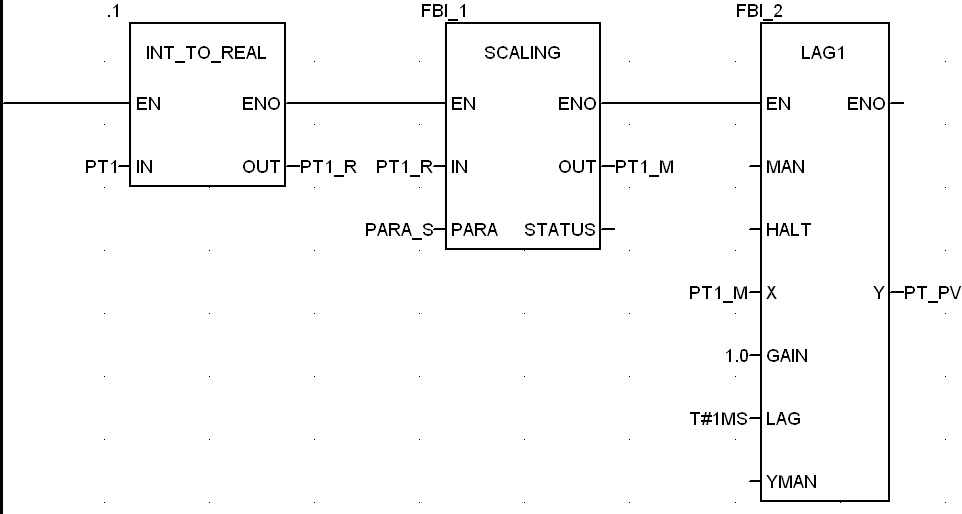 .1 FBI_1 FBI_2
INT_TO_REAL SCALING LAG1
EN ENO EN ENO EN ENO
PT1 IN OUT PT1_R PT1_R IN OUT PT1_M MAN
PARA_S PARA STATUS HALT
PT1_M X Y PT_PV
1.0 GAIN
T#1MS LAG
YMAN